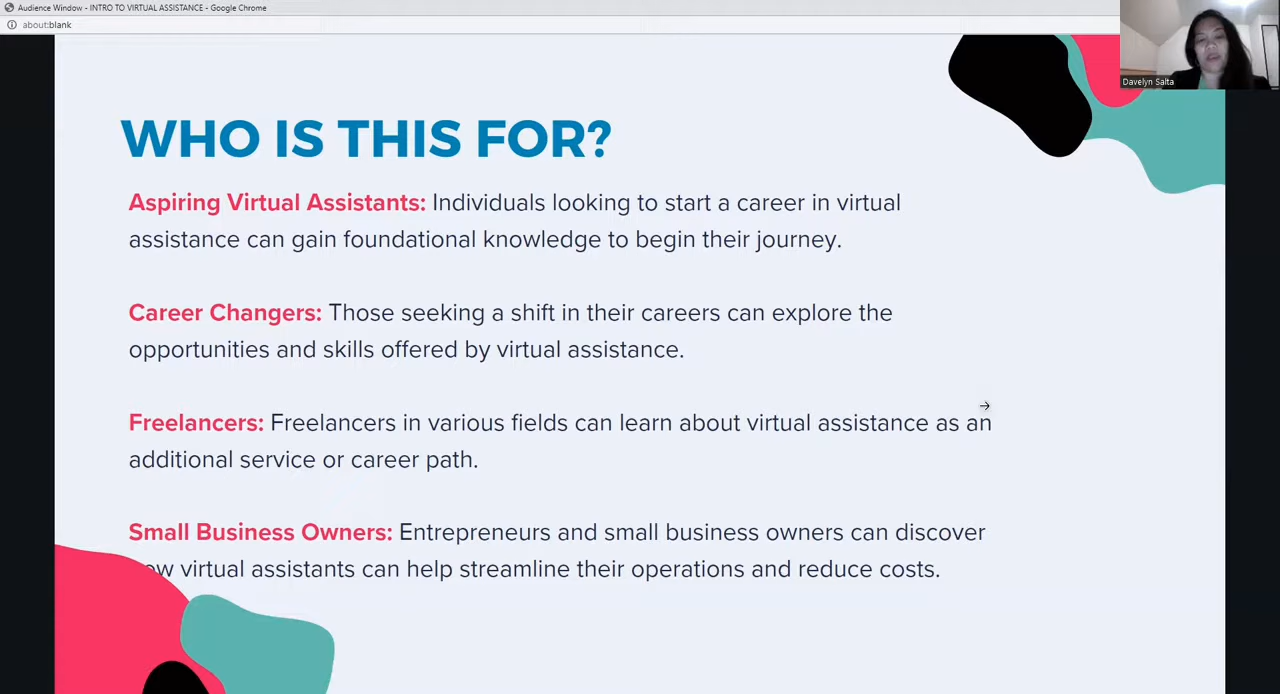 Audience Window - INTRO TO VIRTUAL ASSISTANCE - Google Chrome
about:blank
Davelyn Salta
WHO IS THIS FOR?
Aspiring Virtual Assistants: Individuals looking to start a career in virtual
assistance can gain foundational knowledge to begin their journey.
Career Changers: Those seeking a shift in their careers can explore the
opportunities and skills offered by virtual assistance.
Freelancers: Freelancers in various fields can learn about virtual assistance as an
additional service or career path.
Small Business Owners: Entrepreneurs and small business owners can discover
virtual assistants can help streamline their operations and reduce costs.